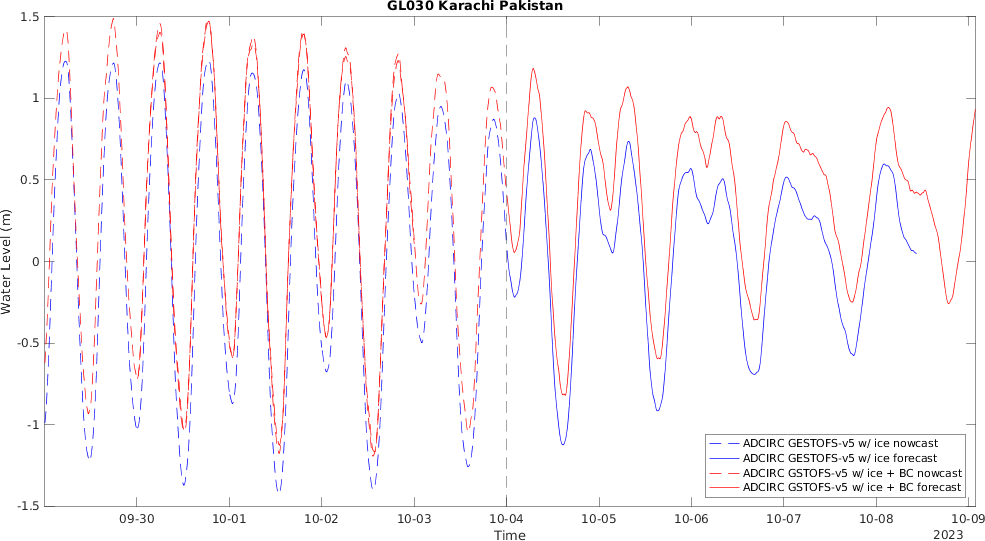 GL030 Karachi Pakistan
1.5
1
0.5
0
-0.5
-1
-1.5
Water Level (m)
09-30
10-01
10-02
10-03
10-04
10-05
10-06
10-07
10-08
10-09
Time
2023
ADCIRC GESTOFS-v5 w/ ice nowcast
ADCIRC GESTOFS-v5 w/ ice forecast
ADCIRC GSTOFS-v5 w/ ice + BC nowcast
ADCIRC GSTOFS-v5 w/ ice + BC forecast